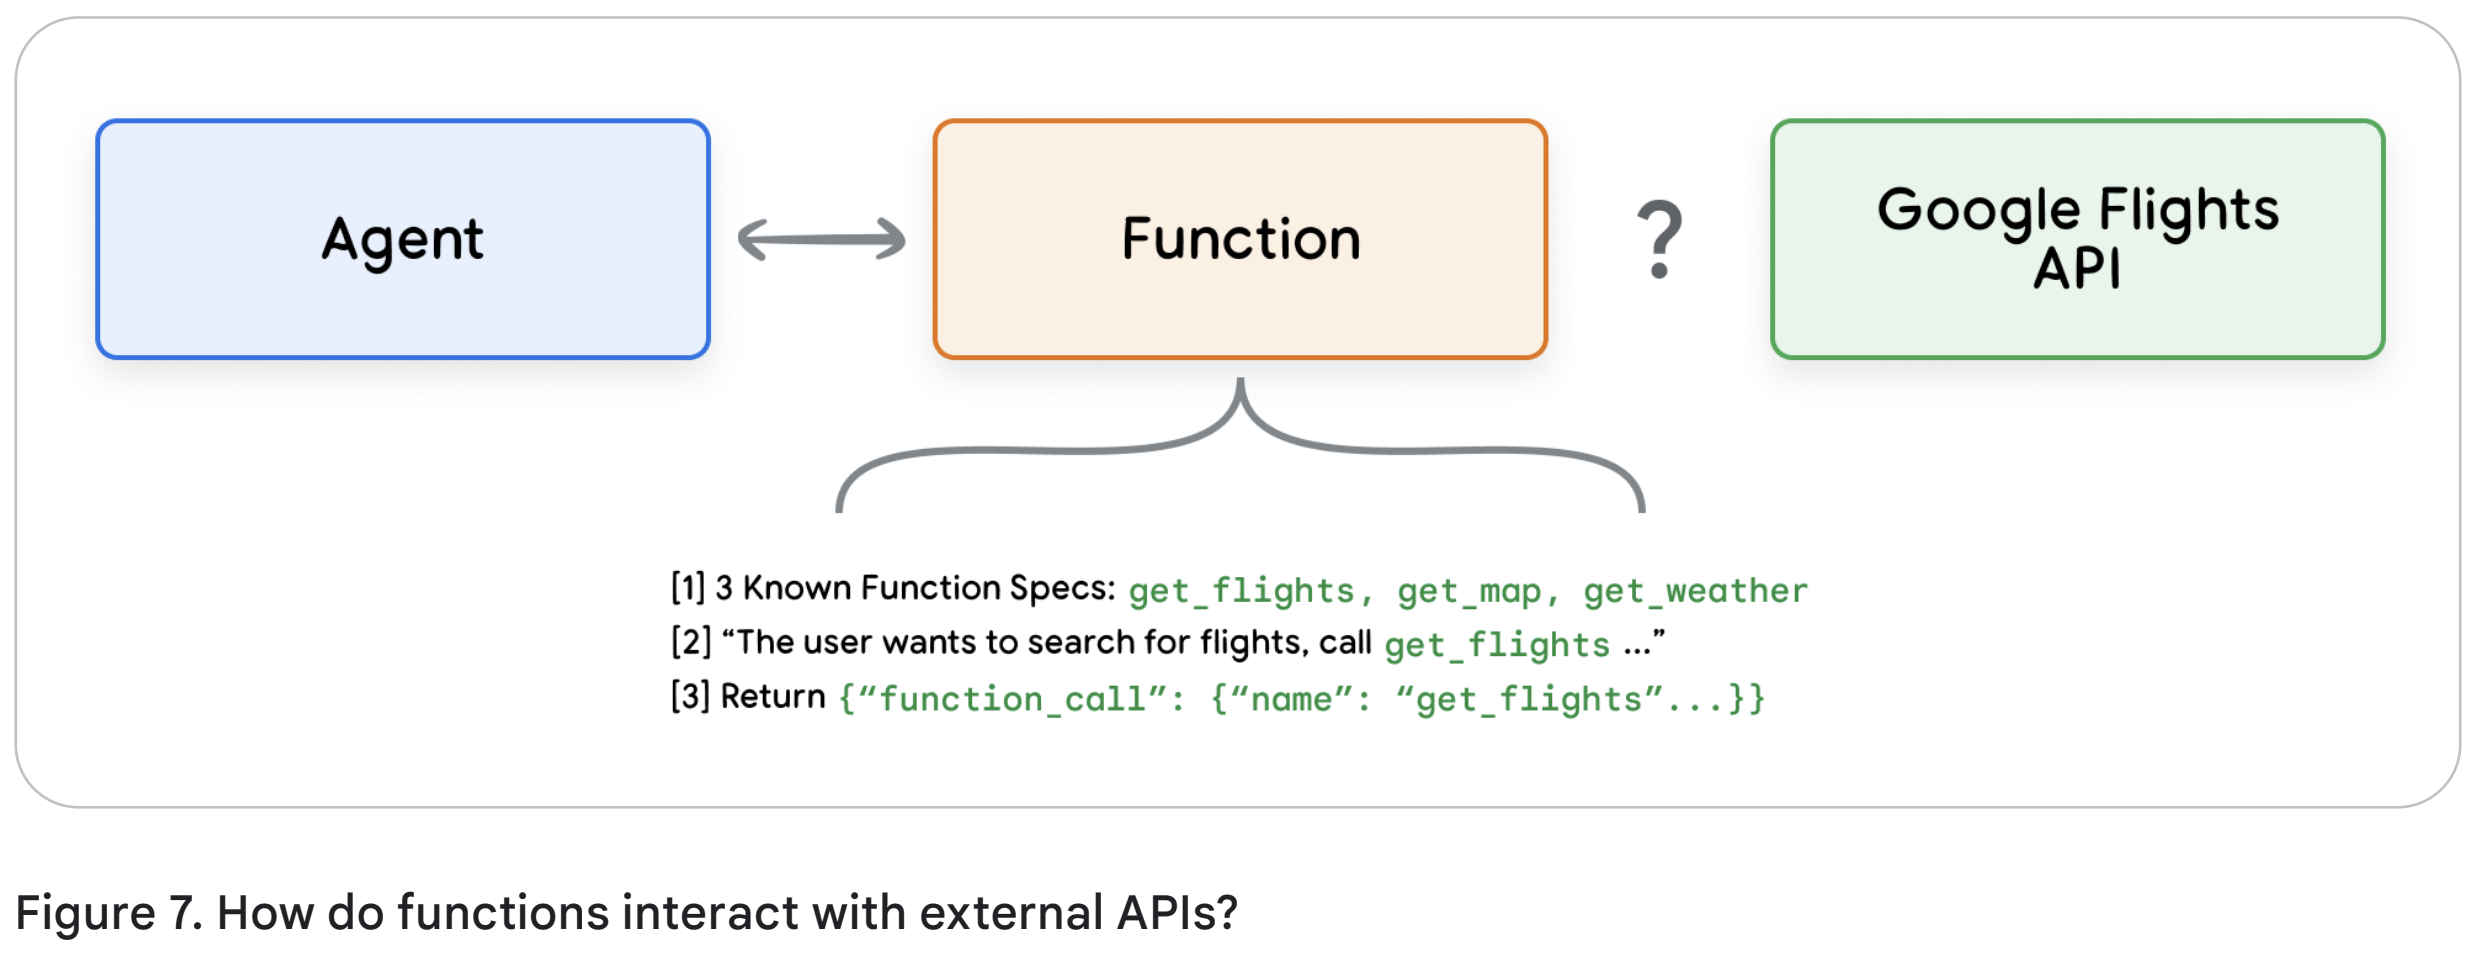 Agent
Function
?
Google Flights
API
[1] 3 Known Function Specs: get_flights, get_map, get_weather
[2] “The user wants to search for flights, call get_flights ...”
[3] Return {“function_call”: {“name”: “get_flights”...}}
Figure 7. How do functions interact with external APIs?